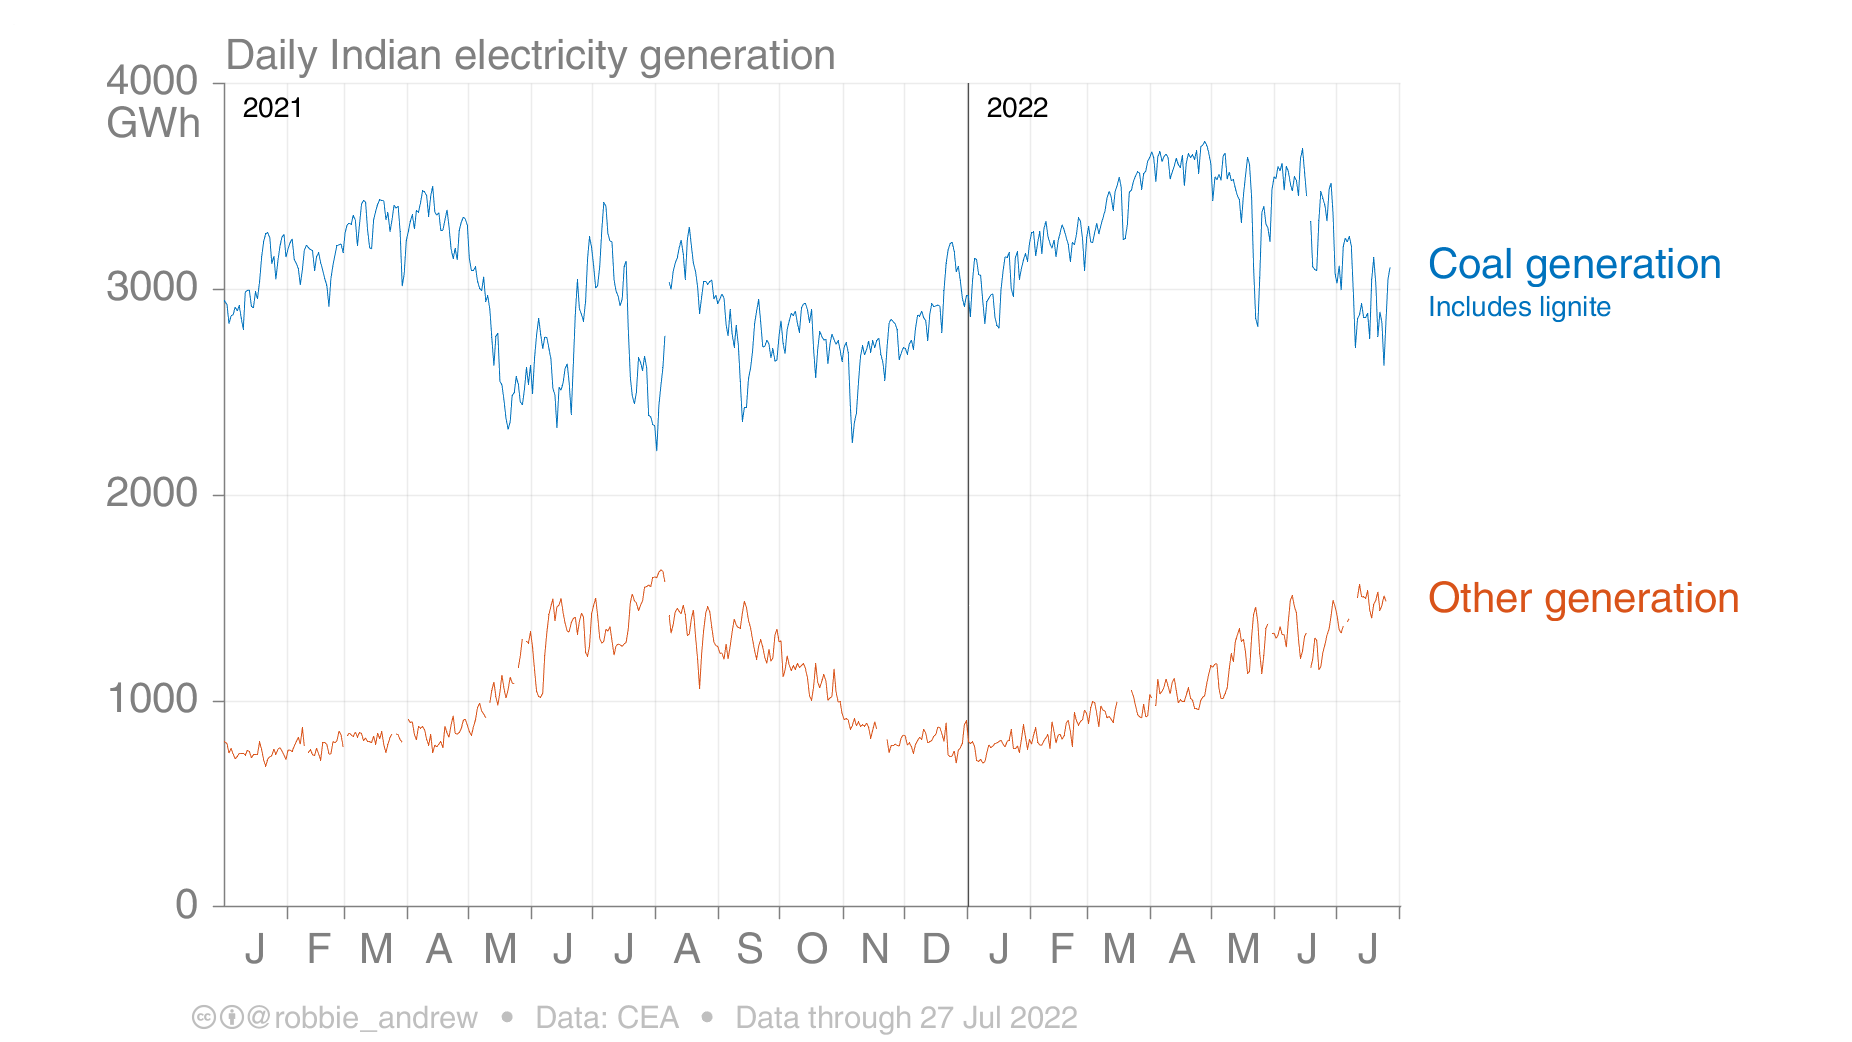 Daily Indian electricity generation
4000
GWh
2021
2022
3000
2000
1000
0
Coal generation
Includes lignite
Other generation
J F M A M J J A S O N D J F M A M J J
cc @robbie_andrew • Data: CEA • Data through 27 Jul 2022